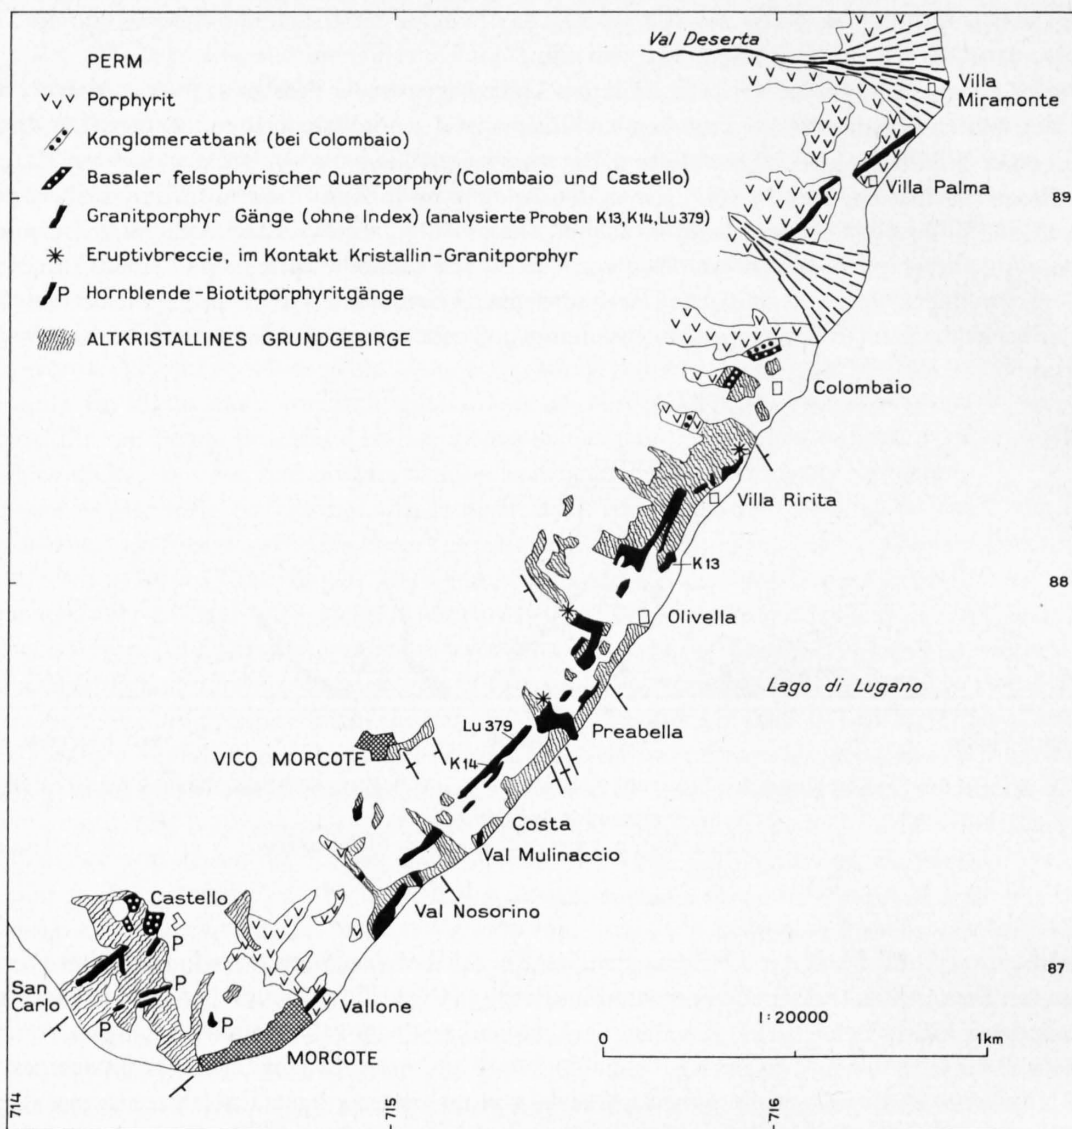 PERM
Porphyrit
Konglomeratbank (bei Colombaio)
Basaler felsophyrischer Quarzporphyr (Colombaio und Castello)
Granitporphyr Gänge (ohne Index) (analysierte Proben K13, K14, Lu 379)
Eruptivbreccie, im Kontakt Kristallin-Granitporphyr
P Hornblende-Biotitporphyritgänge
ALTKRISTALLINES GRUNDGEBIRGE
Val Deserta
Villa
Miramonte
Villa Palma
89
Colombaio
Villa Ririta
K13
88
Olivella
Lago di Lugano
Lu 379
Preabella
VICO MORCOTE
K14
Costa
Val Mulinaccio
Castello
Val Nosorino
P
87
San
Carlo
P
P
P
Vallone
MORCOTE
1:20000
0
1km
714
715
716